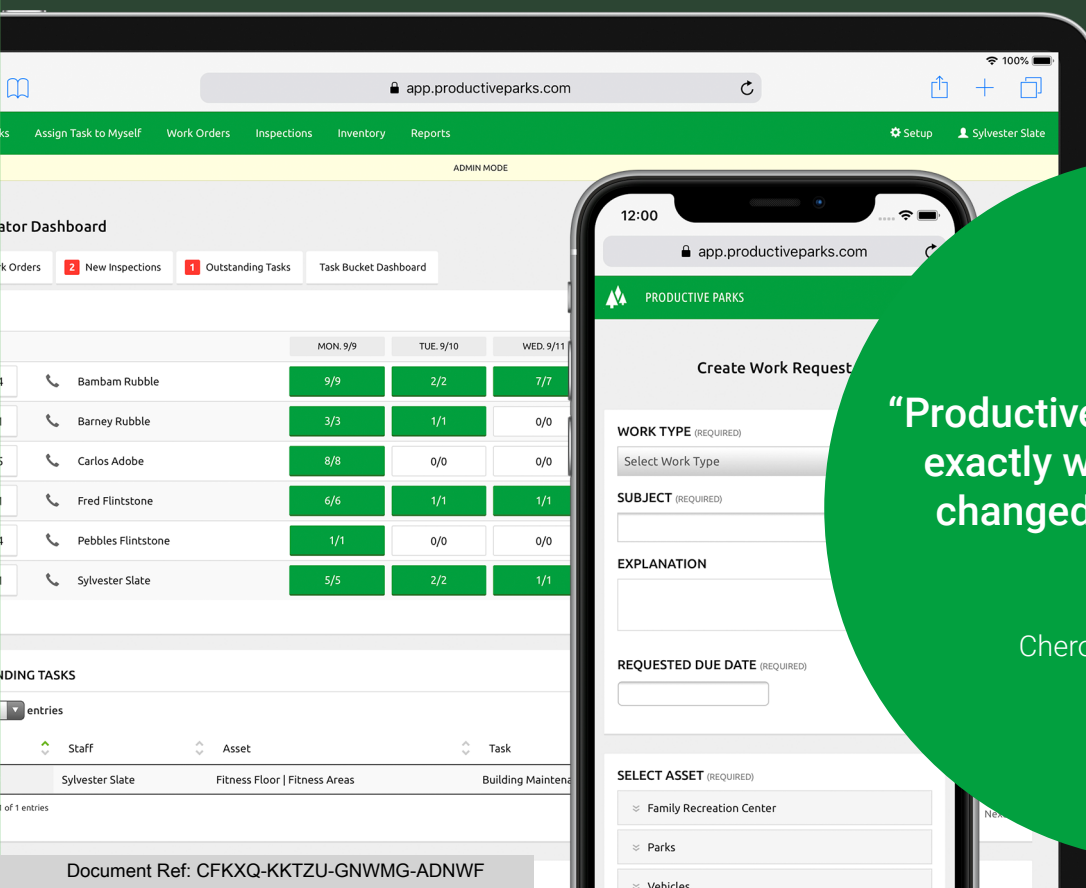 100%
app.productiveparks.com
Assign Task to Myself Work Orders Inspections Inventory Reports Setup Sylvester Slate
ADMIN MODE
Dashboard
Orders 2 New Inspections 1 Outstanding Tasks Task Bucket Dashboard
MON. 9/9 TUE. 9/10 WED. 9/11
Bambam Rubble 9/9 2/2 7/7
Barney Rubble 3/3 1/1 0/0
Carlos Adobe 8/8 0/0 0/0
Fred Flintstone 6/6 1/1 1/1
Pebbles Flintstone 1/1 0/0 0/0
Sylvester Slate 5/5 2/2 1/1
TASKS
entries
Staff Asset Task
Sylvester Slate Fitness Floor | Fitness Areas Building
of 1 entries
Document Ref: CFKXQ-KKTZU-GNWMG-ADNWF
12:00
app.productiveparks.com
PRODUCTIVE PARKS
Create Work Request
WORK TYPE (REQUIRED)
Select Work Type
SUBJECT (REQUIRED)
EXPLANATION
REQUESTED DUE DATE (REQUIRED)
SELECT ASSET (REQUIRED)
Family Recreation Center
Parks
Vehicles
“Productive
exactly
changed